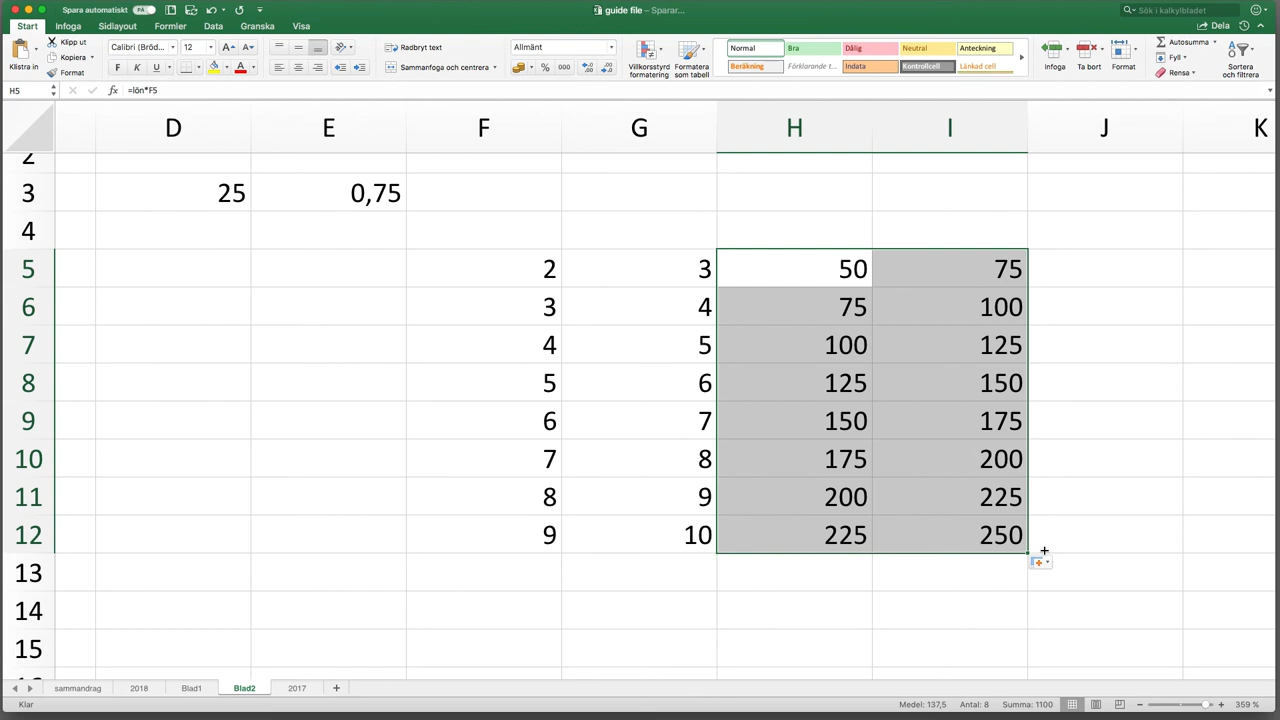 Spara automatiskt PÅ guide file – Sparar... Sök i kalkylbladet
Start Infoga Sidlayout Formler Data Granska Visa Dela
Klistra in Klipp ut Kopiera Format Calibri (Bröd... 12 A A Radbryt text Allmänt Villkorsstyrd formatering Formatera som tabell Normal Bra Dålig Neutral Anteckning Infoga Ta bort Format Autosumma Fyll Rensa Sortera och filtrera
F K U A Sammanfoga och centrera % 000 Beräkning Förklarande t... Indata Kontrollcell Länkad cell
H5 fx =lön*F5
D E F G H I J K
2
3 25 0,75
4
5 2 3 50 75
6 3 4 75 100
7 4 5 100 125
8 5 6 125 150
9 6 7 150 175
10 7 8 175 200
11 8 9 200 225
12 9 10 225 250
13
14
15
sammandrag 2018 Blad1 Blad2 2017 +
Klar Medel: 137,5 Antal: 8 Summa: 1100 359 %